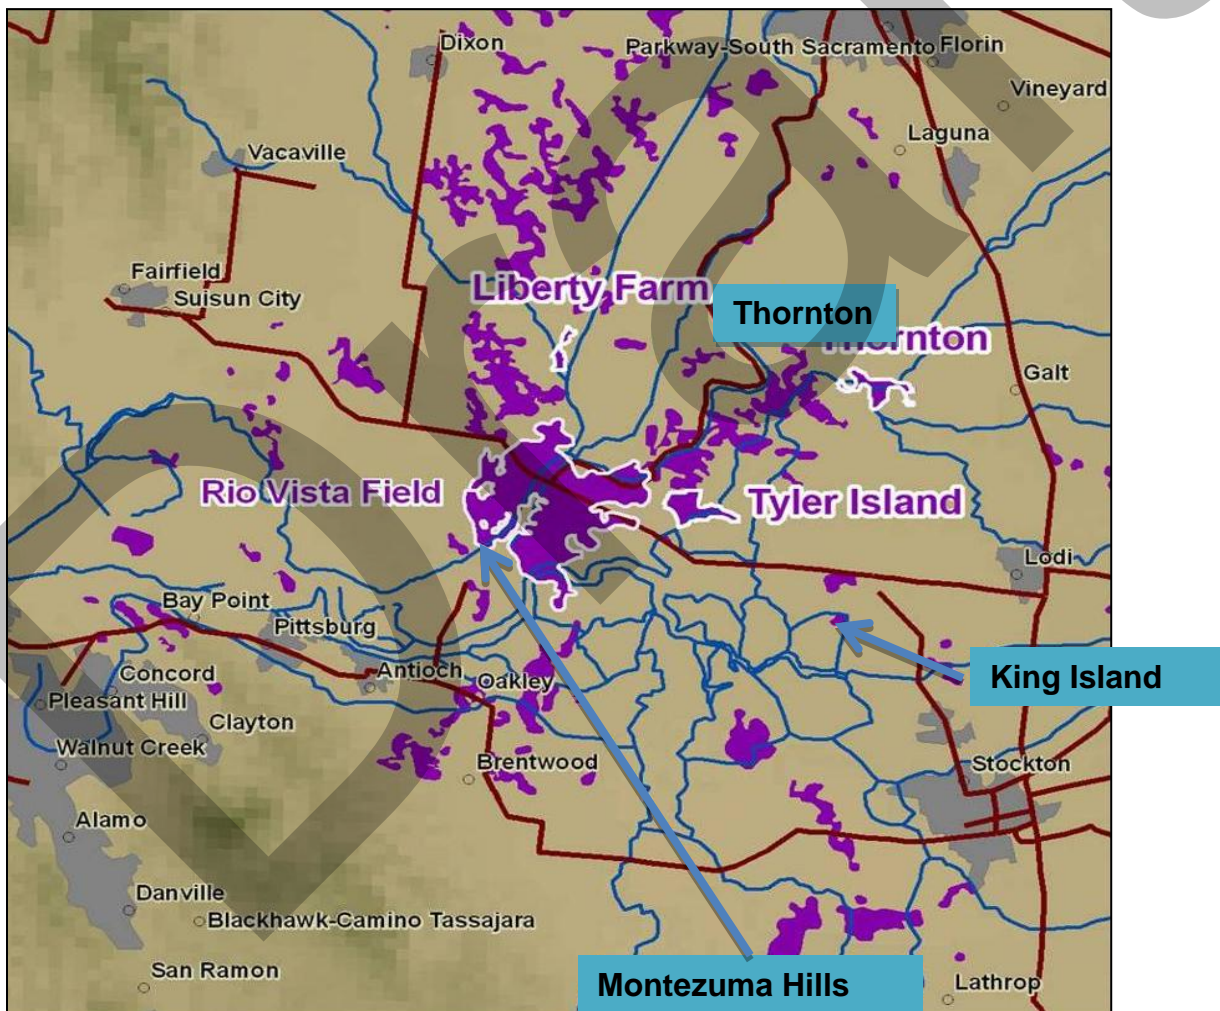 Dixon
Parkway-South Sacramento Florin
Vineyard
Laguna
Vacaville
Fairfield
Suisun City
Liberty Farm
Thornton
Thornton
Galt
Rio Vista Field
Tyler Island
Lodi
Bay Point
Pittsburg
Antioch
Concord
Oakley
King Island
Pleasant Hill
Clayton
Walnut Creek
Brentwood
Stockton
Alamo
Danville
Blackhawk-Camino Tassajara
San Ramon
Montezuma Hills
Lathrop
Draft